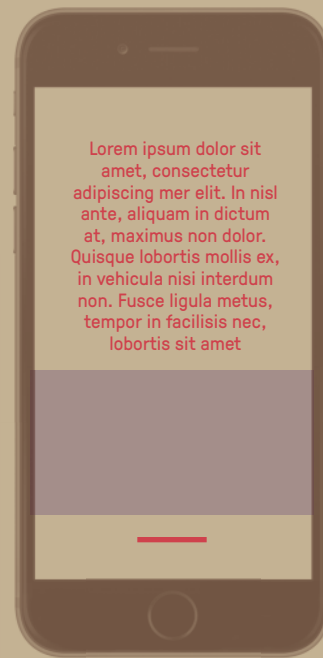 Lorem ipsum dolor sit
amet, consectetur
adipiscing mer elit. In nisl
ante, aliquam in dictum
at, maximus non dolor.
Quisque lobortis mollis ex,
in vehicula nisi interdum
non. Fusce ligula metus,
tempor in facilisis nec,
lobortis sit amet